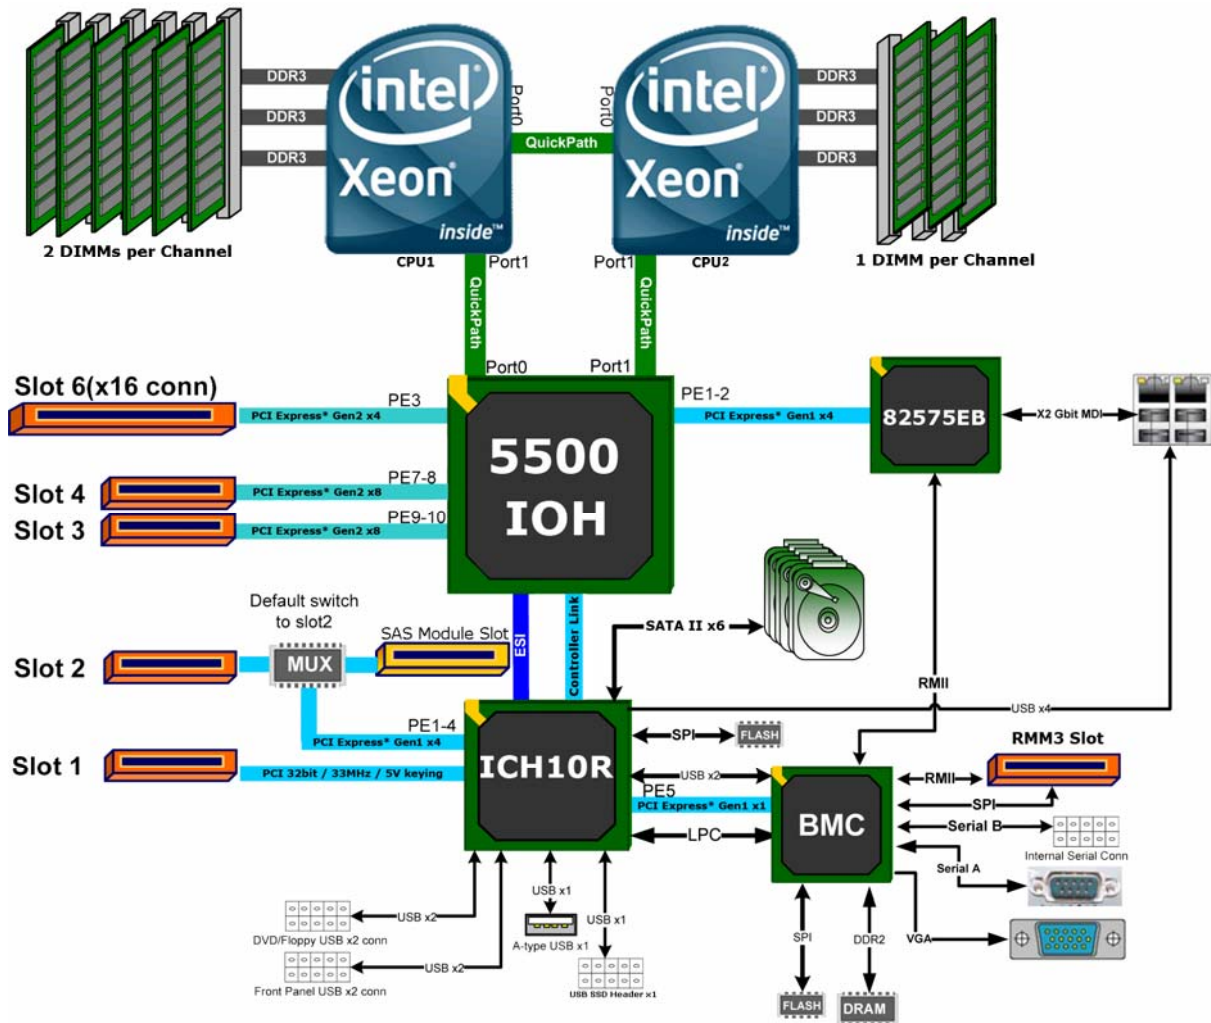 DDR3
DDR3
DDR3
intel
Xeon®
inside™
Port0
QuickPath
Port0
intel
Xeon®
inside™
DDR3
DDR3
DDR3
2 DIMMs per Channel
CPU1
Port1
Port1
CPU2
1 DIMM per Channel
QuickPath
QuickPath
Port0
Port1
Slot 6(x16 conn)
PE3
PCI Express* Gen2 x4
PE1-2
PCI Express* Gen1 x4
82575EB
X2 Gbit MDI
5500
IOH
Slot 4
PE7-8
PCI Express* Gen2 x8
Slot 3
PE9-10
PCI Express* Gen2 x8
Default switch
to slot2
SAS Module Slot
ESI
Controller Link
SATA II x6
Slot 2
MUX
RMII
USB x4
PE1-4
PCI Express* Gen1 x4
SPI
FLASH
RMM3 Slot
Slot 1
PCI 32bit / 33MHz / 5V keying
ICH10R
USB x2
PE5
PCI Express* Gen1 x1
LPC
BMC
RMII
SPI
Serial B
Internal Serial Conn
Serial A
USB x1
USB x2
DVD/Floppy USB x2 conn
A-type USB x1
USB x1
USB x2
Front Panel USB x2 conn
USB SSD Header x1
SPI
DDR2
VGA
FLASH
DRAM